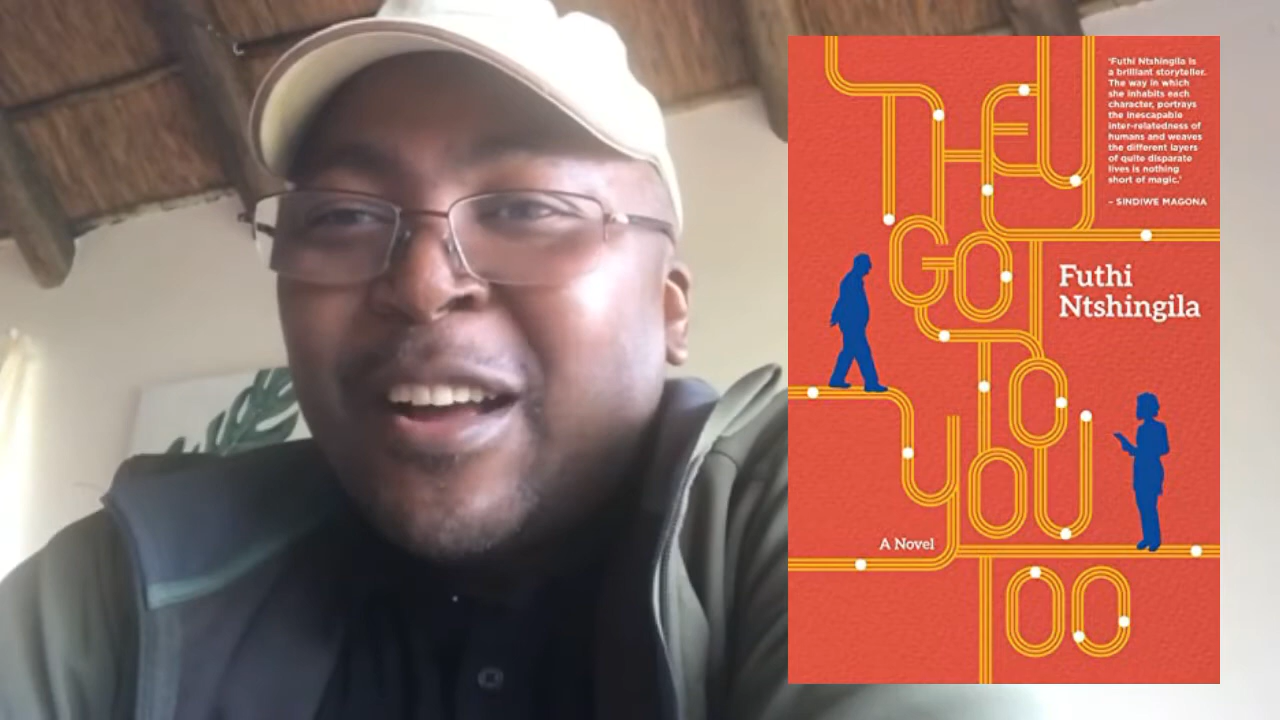 THEY
GOT
TO
YOU
TOO
'Futhi Ntshingila is
a brilliant storyteller.
The way in which
she inhabits each
character, portrays
the inescapable
inter-relatedness of
humans and weaves
the different layers
of quite disparate
lives is nothing
short of magic.'
– SINDIWE MAGONA
Futhi
Ntshingila
A Novel